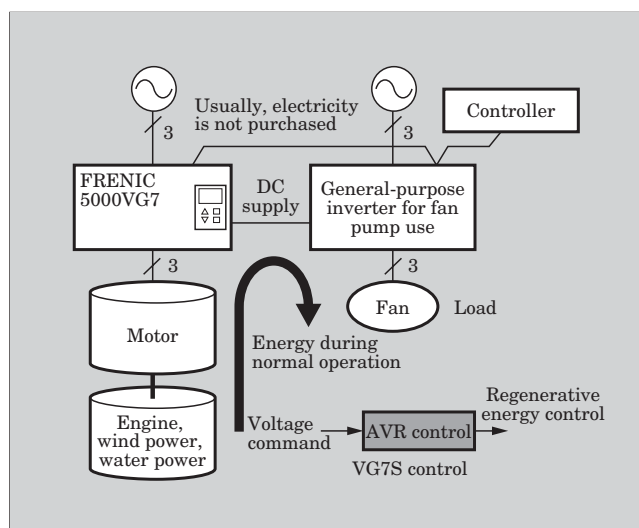 Usually, electricity
is not purchased
Controller
3
3
FRENIC
5000VG7
DC
supply
General-purpose
inverter for fan
pump use
3
3
Motor
Fan
Load
Energy during
normal operation
Engine,
wind power,
water power
Voltage
command
AVR control
Regenerative
energy control
VG7S control